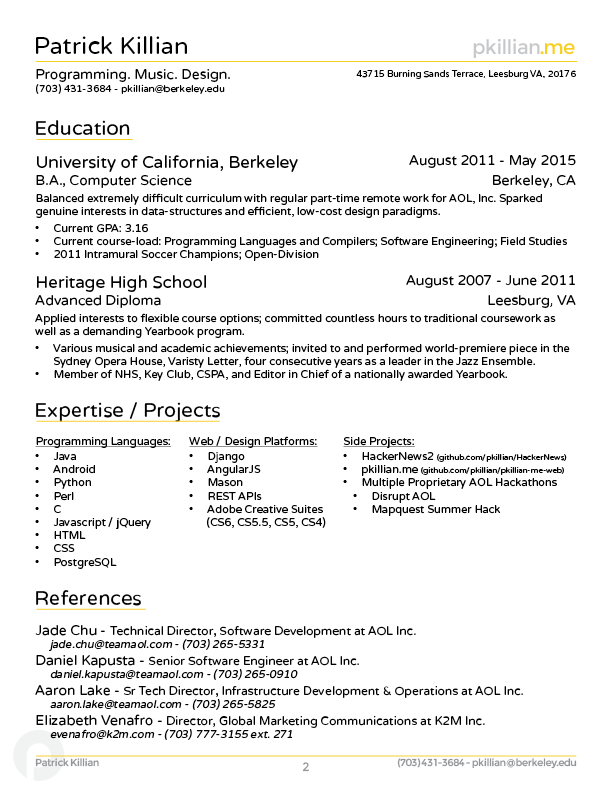 Patrick Killian
pkillian.me
Programming. Music. Design.
43715 Burning Sands Terrace, Leesburg VA, 20176
(703) 431-3684 - pkillian@berkeley.edu
Education
University of California, Berkeley
August 2011 - May 2015
B.A., Computer Science
Berkeley, CA
Balanced extremely difficult curriculum with regular part-time remote work for AOL, Inc. Sparked
genuine interests in data-structures and efficient, low-cost design paradigms.
• Current GPA: 3.16
• Current course-load: Programming Languages and Compilers; Software Engineering; Field Studies
• 2011 Intramural Soccer Champions; Open-Division
Heritage High School
August 2007 - June 2011
Advanced Diploma
Leesburg, VA
Applied interests to flexible course options; committed countless hours to traditional coursework as
well as a demanding Yearbook program.
• Various musical and academic achievements; invited to and performed world-premiere piece in the
Sydney Opera House, Varisty Letter, four consecutive years as a leader in the Jazz Ensemble.
• Member of NHS, Key Club, CSPA, and Editor in Chief of a nationally awarded Yearbook.
Expertise / Projects
Programming Languages:
• Java
• Android
• Python
• Perl
• C
• Javascript / jQuery
• HTML
• CSS
• PostgreSQL
Web / Design Platforms:
• Django
• AngularJS
• Mason
• REST APIs
• Adobe Creative Suites
(CS6, CS5.5, CS5, CS4)
Side Projects:
• HackerNews2 (github.com/pkillian/HackerNews)
• pkillian.me (github.com/pkillian/pkillian-me-web)
• Multiple Proprietary AOL Hackathons
• Disrupt AOL
• Mapquest Summer Hack
References
Jade Chu - Technical Director, Software Development at AOL Inc.
jade.chu@teamaol.com - (703) 265-5331
Daniel Kapusta - Senior Software Engineer at AOL Inc.
daniel.kapusta@teamaol.com - (703) 265-0910
Aaron Lake - Sr Tech Director, Infrastructure Development & Operations at AOL Inc.
aaron.lake@teamaol.com - (703) 265-5825
Elizabeth Venafro - Director, Global Marketing Communications at K2M Inc.
evenafro@k2m.com - (703) 777-3155 ext. 271
Patrick Killian
2
(703) 431-3684 - pkillian@berkeley.edu